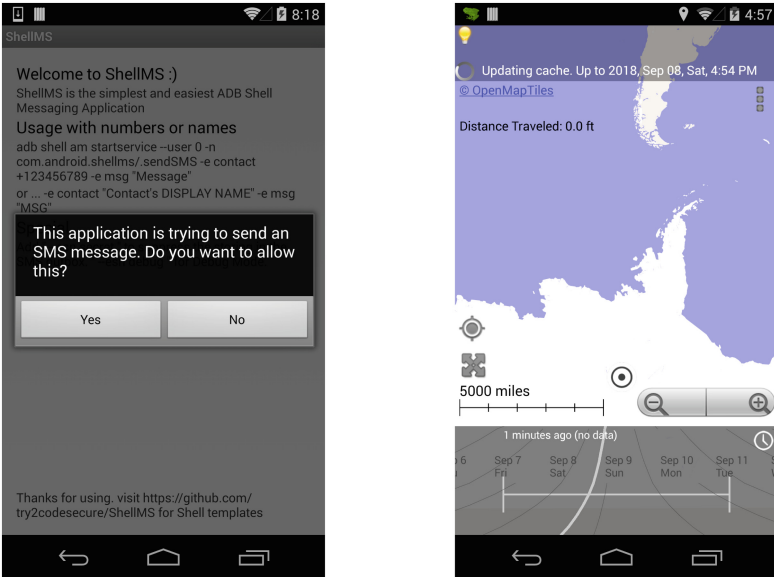 8:18
ShellMS
Welcome to ShellMS :)
ShellMS is the simplest and easiest ADB Shell
Messaging Application
Usage with numbers or names
adb shell am startservice --user 0 -n
com.android.shellms/.sendSMS -e contact
+123456789 -e msg "Message"
or ... -e contact "Contact's DISPLAY NAME" -e msg
"MSG"
This application is trying to send an
SMS message. Do you want to allow
this?
Yes
No
Thanks for using. visit https://github.com/
try2codesecure/ShellMS for Shell templates
4:57
Updating cache. Up to 2018, Sep 08, Sat, 4:54 PM
© OpenMapTiles
Distance Traveled: 0.0 ft
5000 miles
1 minutes ago (no data)
6 Sep 7 Sep 8 Sep 9 Sep 10 Sep 11
Fri Sat Sun Mon Tue